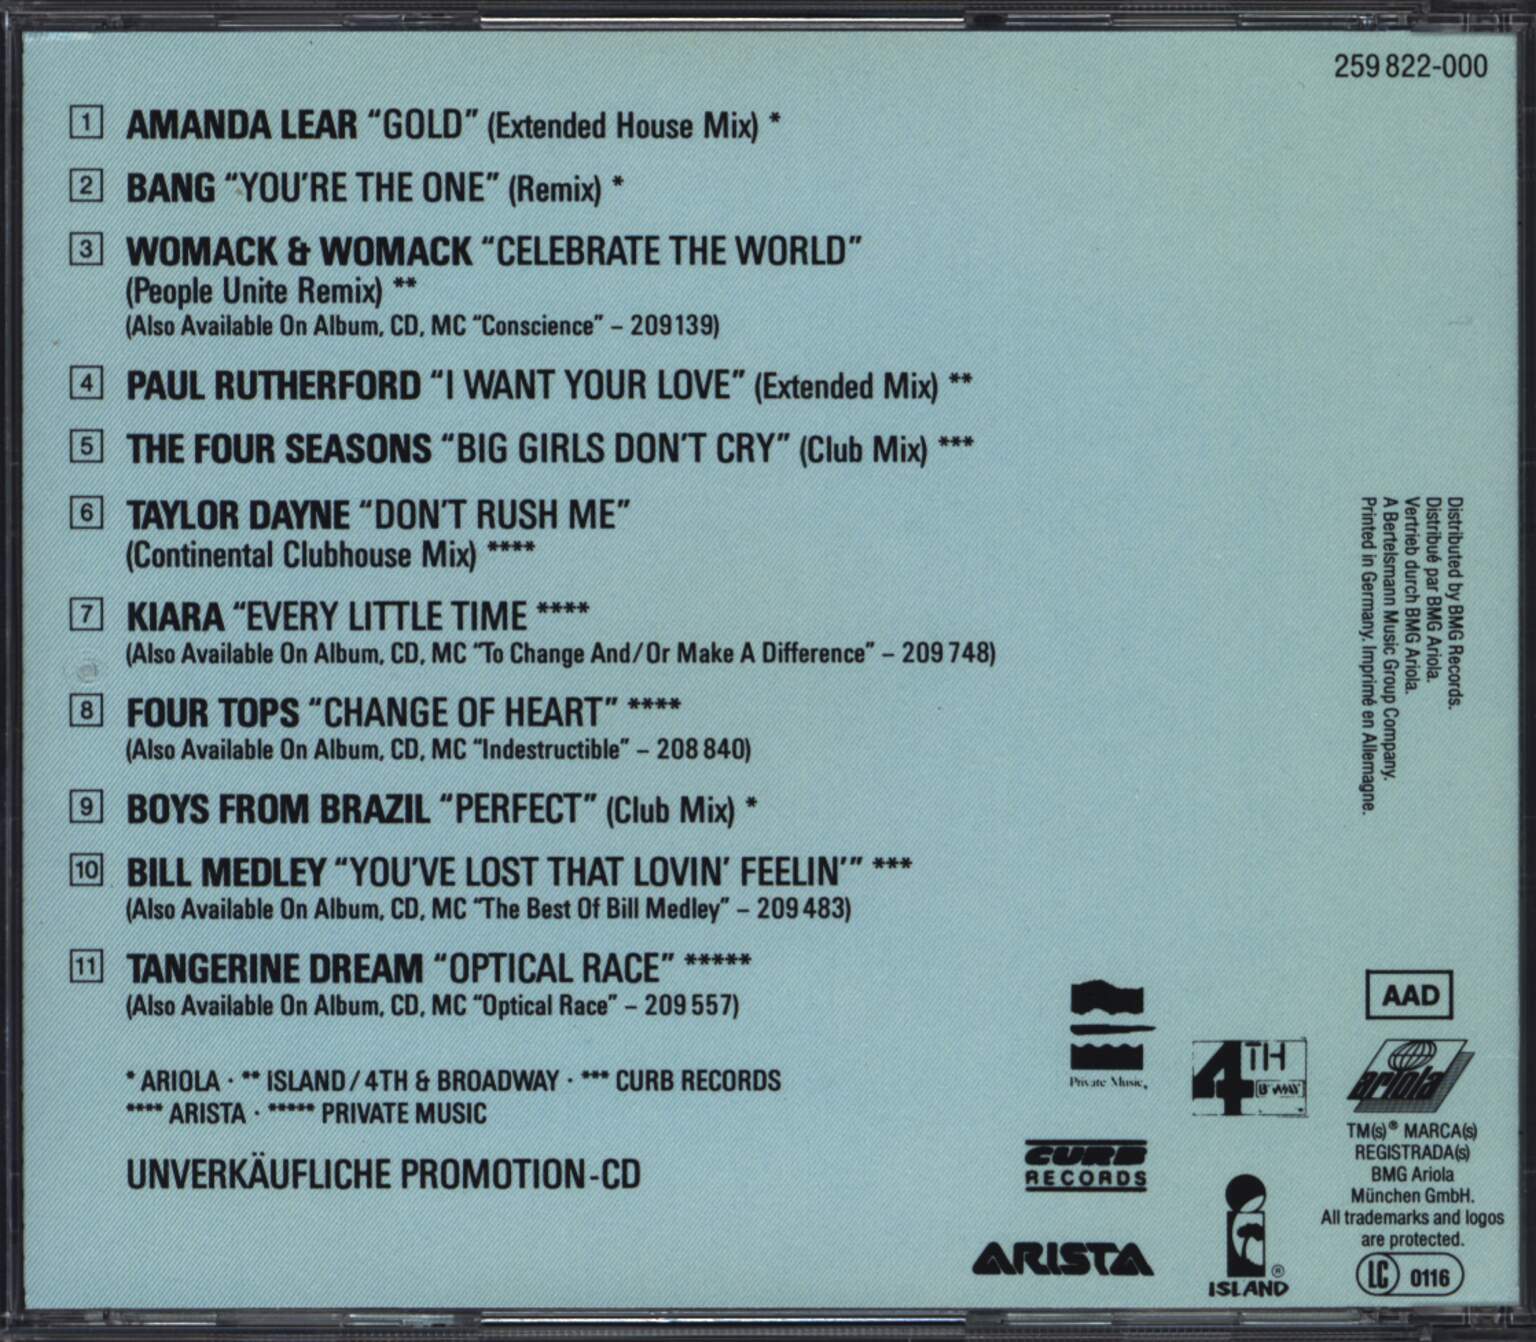 259 822-000
1 AMANDA LEAR “GOLD” (Extended House Mix) *
2 BANG “YOU'RE THE ONE” (Remix) *
3 WOMACK & WOMACK “CELEBRATE THE WORLD”
(People Unite Remix) **
(Also Available On Album, CD, MC “Conscience” – 209139)
4 PAUL RUTHERFORD “I WANT YOUR LOVE” (Extended Mix) **
5 THE FOUR SEASONS “BIG GIRLS DON'T CRY” (Club Mix) ***
6 TAYLOR DAYNE “DON'T RUSH ME”
(Continental Clubhouse Mix) ****
7 KIARA “EVERY LITTLE TIME ****
(Also Available On Album, CD, MC “To Change And/Or Make A Difference” – 209 748)
8 FOUR TOPS “CHANGE OF HEART” ****
(Also Available On Album, CD, MC “Indestructible” – 208 840)
9 BOYS FROM BRAZIL “PERFECT” (Club Mix) *
10 BILL MEDLEY “YOU'VE LOST THAT LOVIN' FEELIN'” ***
(Also Available On Album, CD, MC “The Best Of Bill Medley” – 209 483)
11 TANGERINE DREAM “OPTICAL RACE” *****
(Also Available On Album, CD, MC “Optical Race” – 209 557)
* ARIOLA · ** ISLAND / 4TH & BROADWAY · *** CURB RECORDS
**** ARISTA · ***** PRIVATE MUSIC
UNVERKÄUFLICHE PROMOTION-CD
Distributed by BMG Records.
Distribué par BMG Ariola.
Vertrieb durch BMG Ariola.
A Bertelsmann Music Group Company.
Printed in Germany. Imprimé en Allemagne.
Private Music
4TH
B'WAY
CURB
RECORDS
ARISTA
ISLAND ®
AAD
ariola
TM(s)® MARCA(s)
REGISTRADA(s)
BMG Ariola
München GmbH.
All trademarks and logos
are protected.
LC 0116